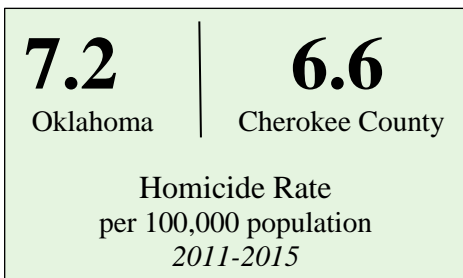 7.2 6.6
Oklahoma Cherokee County
Homicide Rate
per 100,000 population
2011-2015